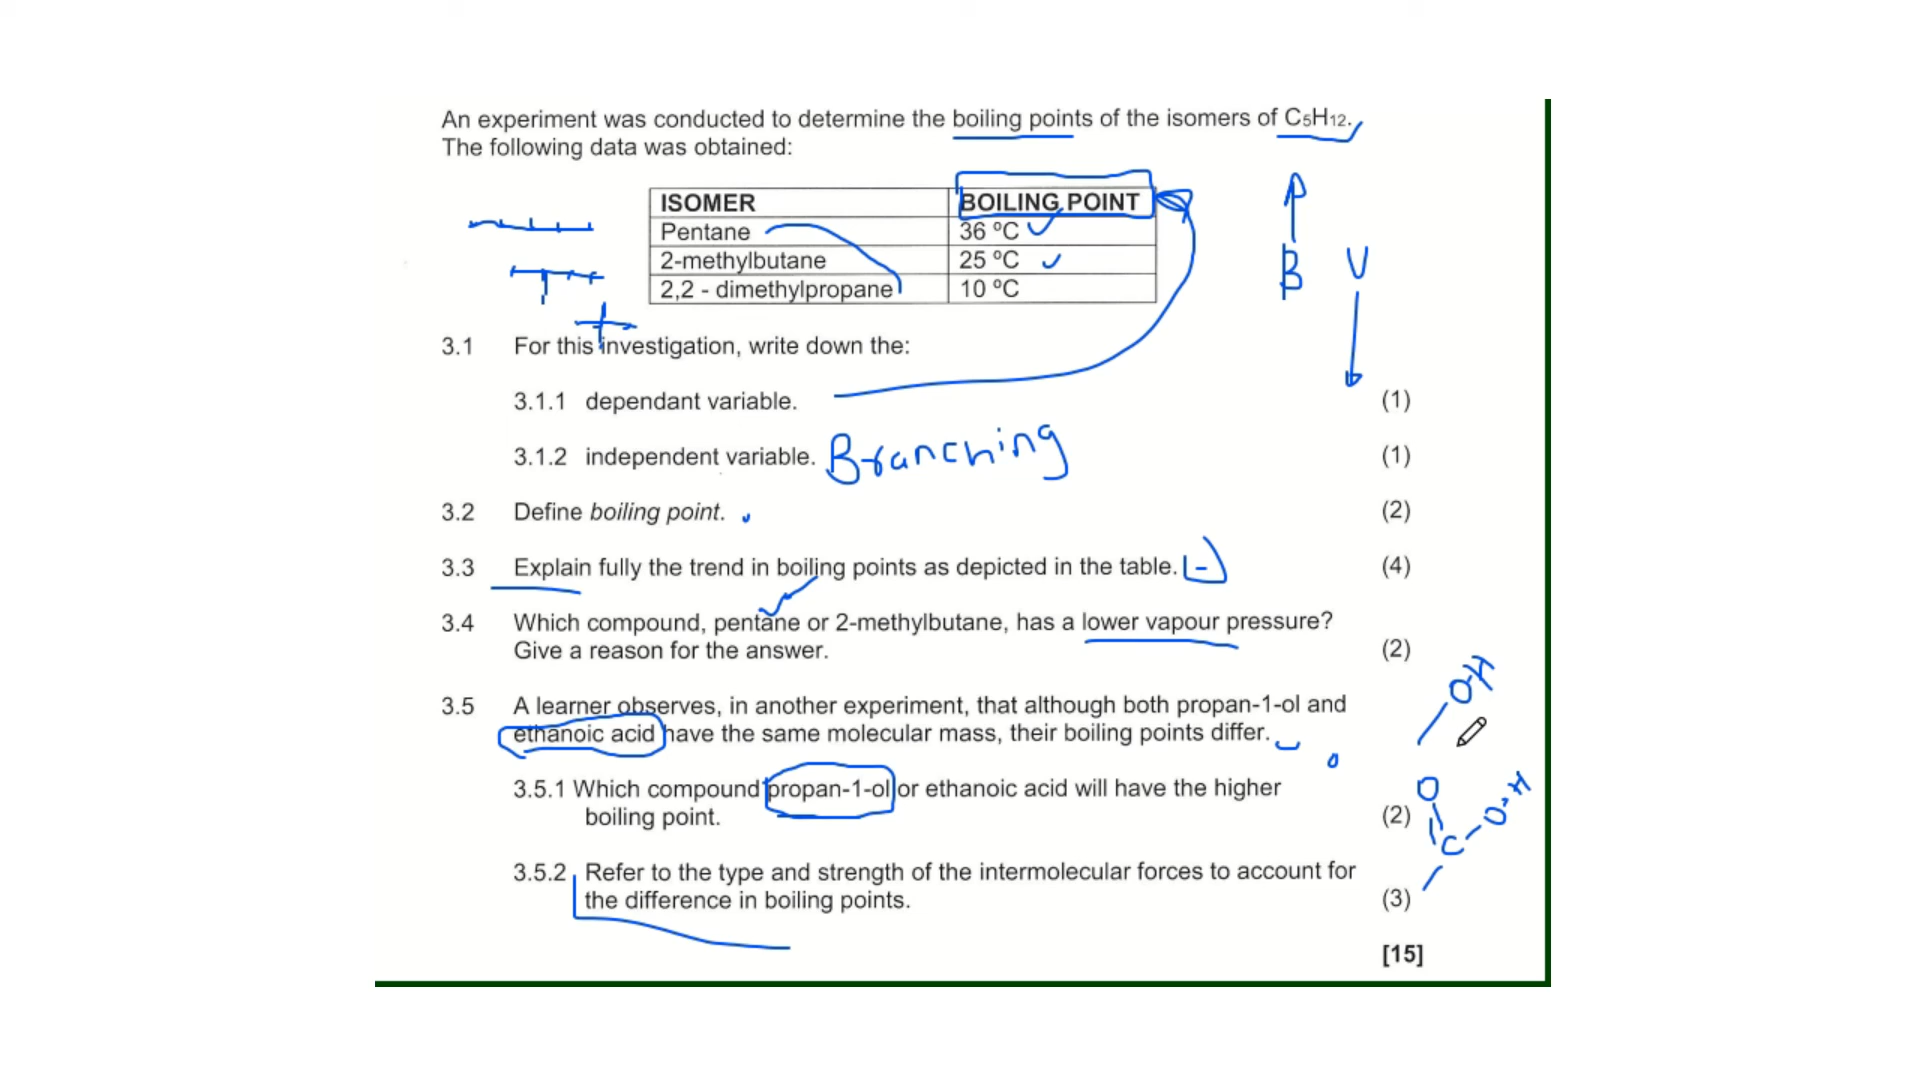 An experiment was conducted to determine the boiling points of the isomers of C5H12.
The following data was obtained:
ISOMER BOILING POINT
Pentane 36 ºC
2-methylbutane 25 ºC
2,2 - dimethylpropane 10 ºC
B V
3.1 For this investigation, write down the:
3.1.1 dependant variable. (1)
3.1.2 independent variable. Branching (1)
3.2 Define boiling point. (2)
3.3 Explain fully the trend in boiling points as depicted in the table. (4)
3.4 Which compound, pentane or 2-methylbutane, has a lower vapour pressure?
Give a reason for the answer. (2)
3.5 A learner observes, in another experiment, that although both propan-1-ol and
ethanoic acid have the same molecular mass, their boiling points differ.
O-H
3.5.1 Which compound propan-1-ol or ethanoic acid will have the higher
boiling point. (2)
O
C-O-H
3.5.2 Refer to the type and strength of the intermolecular forces to account for
the difference in boiling points. (3)
[15]